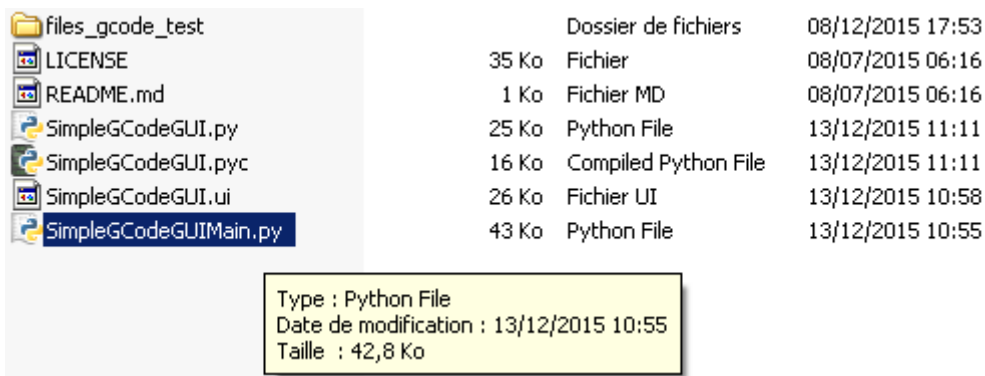 files_gcode_test Dossier de fichiers 08/12/2015 17:53
LICENSE 35 Ko Fichier 08/07/2015 06:16
README.md 1 Ko Fichier MD 08/07/2015 06:16
SimpleGCodeGUI.py 25 Ko Python File 13/12/2015 11:11
SimpleGCodeGUI.pyc 16 Ko Compiled Python File 13/12/2015 11:11
SimpleGCodeGUI.ui 26 Ko Fichier UI 13/12/2015 10:58
SimpleGCodeGUIMain.py 43 Ko Python File 13/12/2015 10:55
Type : Python File
Date de modification : 13/12/2015 10:55
Taille : 42,8 Ko